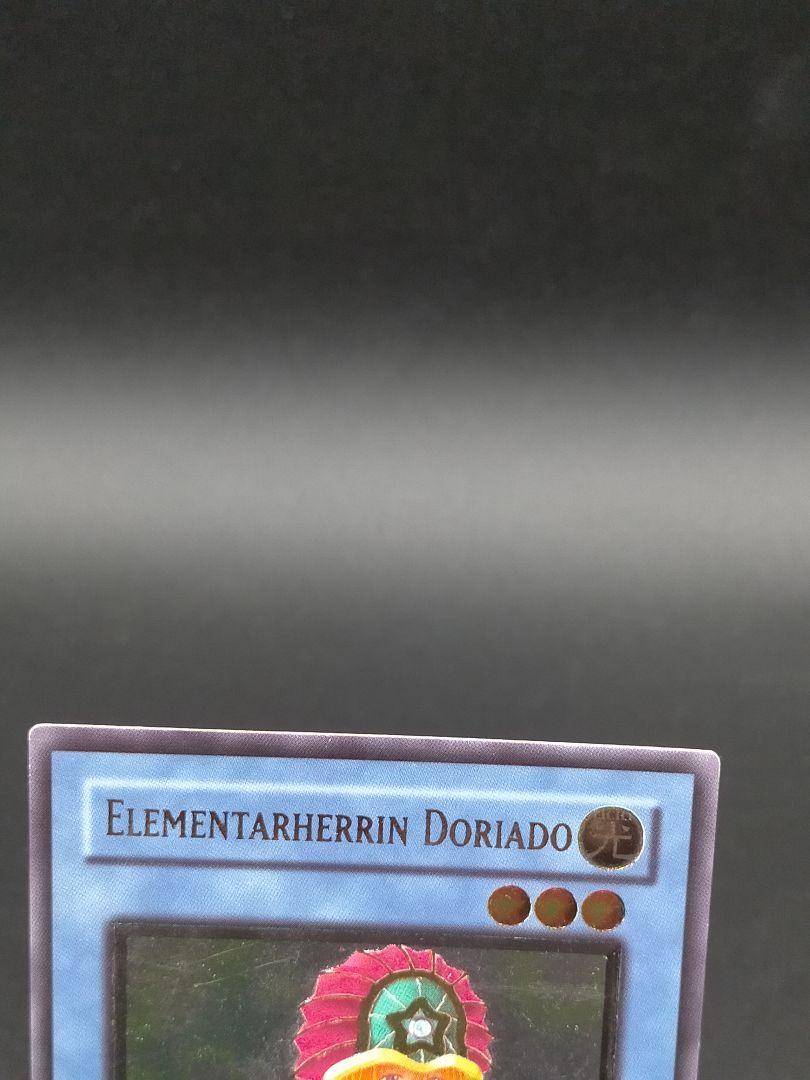 Elementarherrin Doriado
光